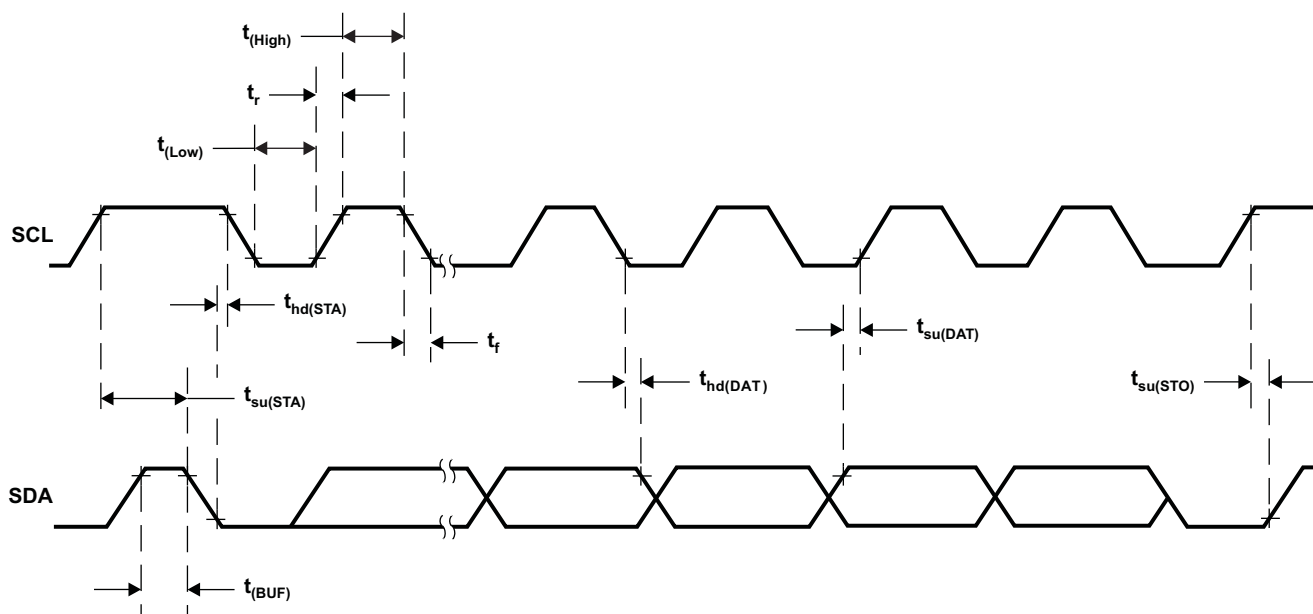 t(High)
tr
t(Low)
SCL
thd(STA)
tf
tsu(DAT)
thd(DAT)
tsu(STO)
tsu(STA)
SDA
t(BUF)